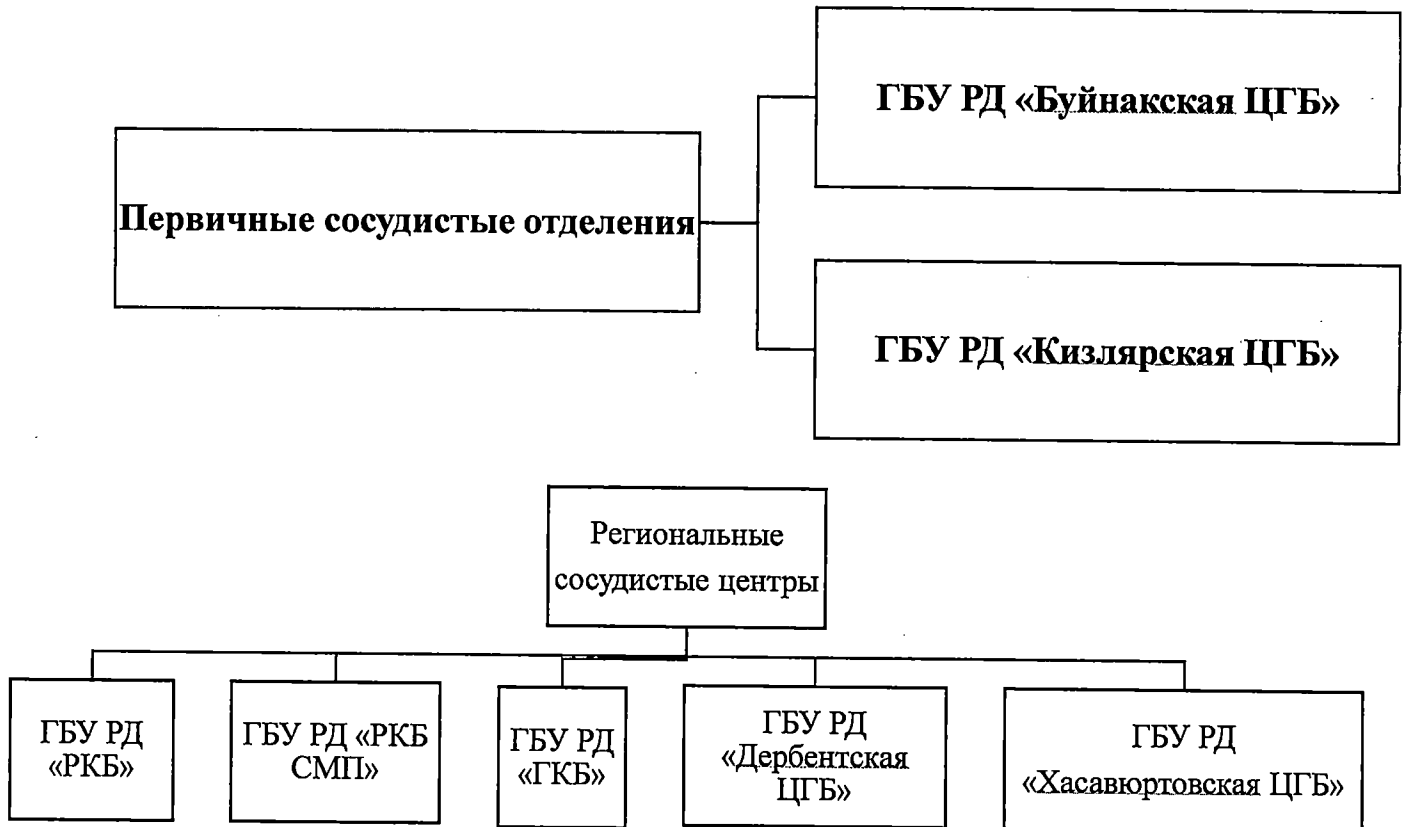 ГБУ РД «Буйнакская ЦГБ»
Первичные сосудистые отделения
ГБУ РД «Кизлярская ЦГБ»
Региональные
сосудистые центры
ГБУ РД
«РКБ»
ГБУ РД «РКБ
СМП»
ГБУ РД
«ГКБ»
ГБУ РД
«Дербентская
ЦГБ»
ГБУ РД
«Хасавюртовская ЦГБ»